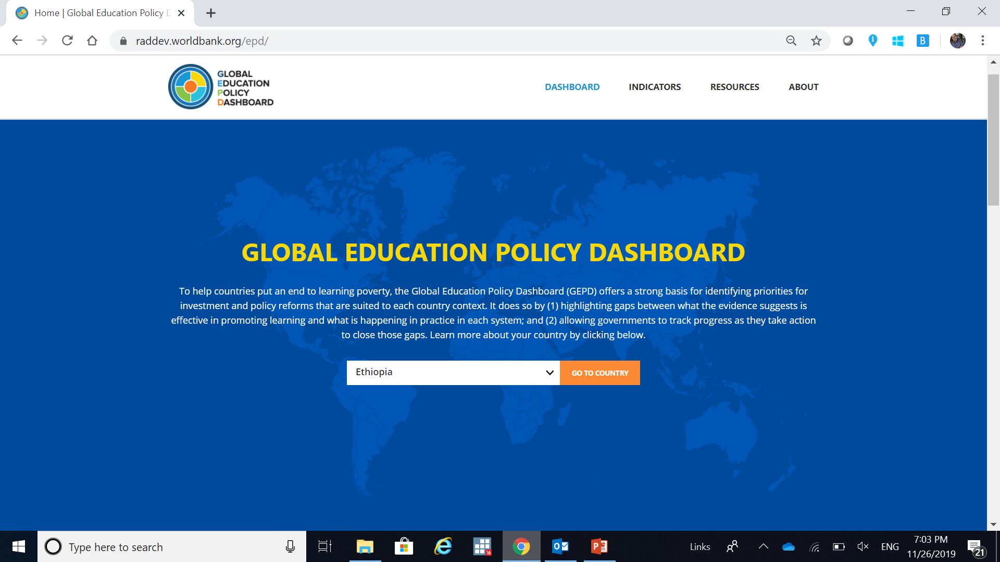 Home | Global Education Policy D
raddev.worldbank.org/epd/
B
GLOBAL
EDUCATION
POLICY
DASHBOARD
DASHBOARD INDICATORS RESOURCES ABOUT
GLOBAL EDUCATION POLICY DASHBOARD
To help countries put an end to learning poverty, the Global Education Policy Dashboard (GEPD) offers a strong basis for identifying priorities for
investment and policy reforms that are suited to each country context. It does so by (1) highlighting gaps between what the evidence suggests is
effective in promoting learning and what is happening in practice in each system; and (2) allowing governments to track progress as they take action
to close those gaps. Learn more about your country by clicking below.
Ethiopia
GO TO COUNTRY
Type here to search
16
Links
ENG
7:03 PM
11/26/2019
21